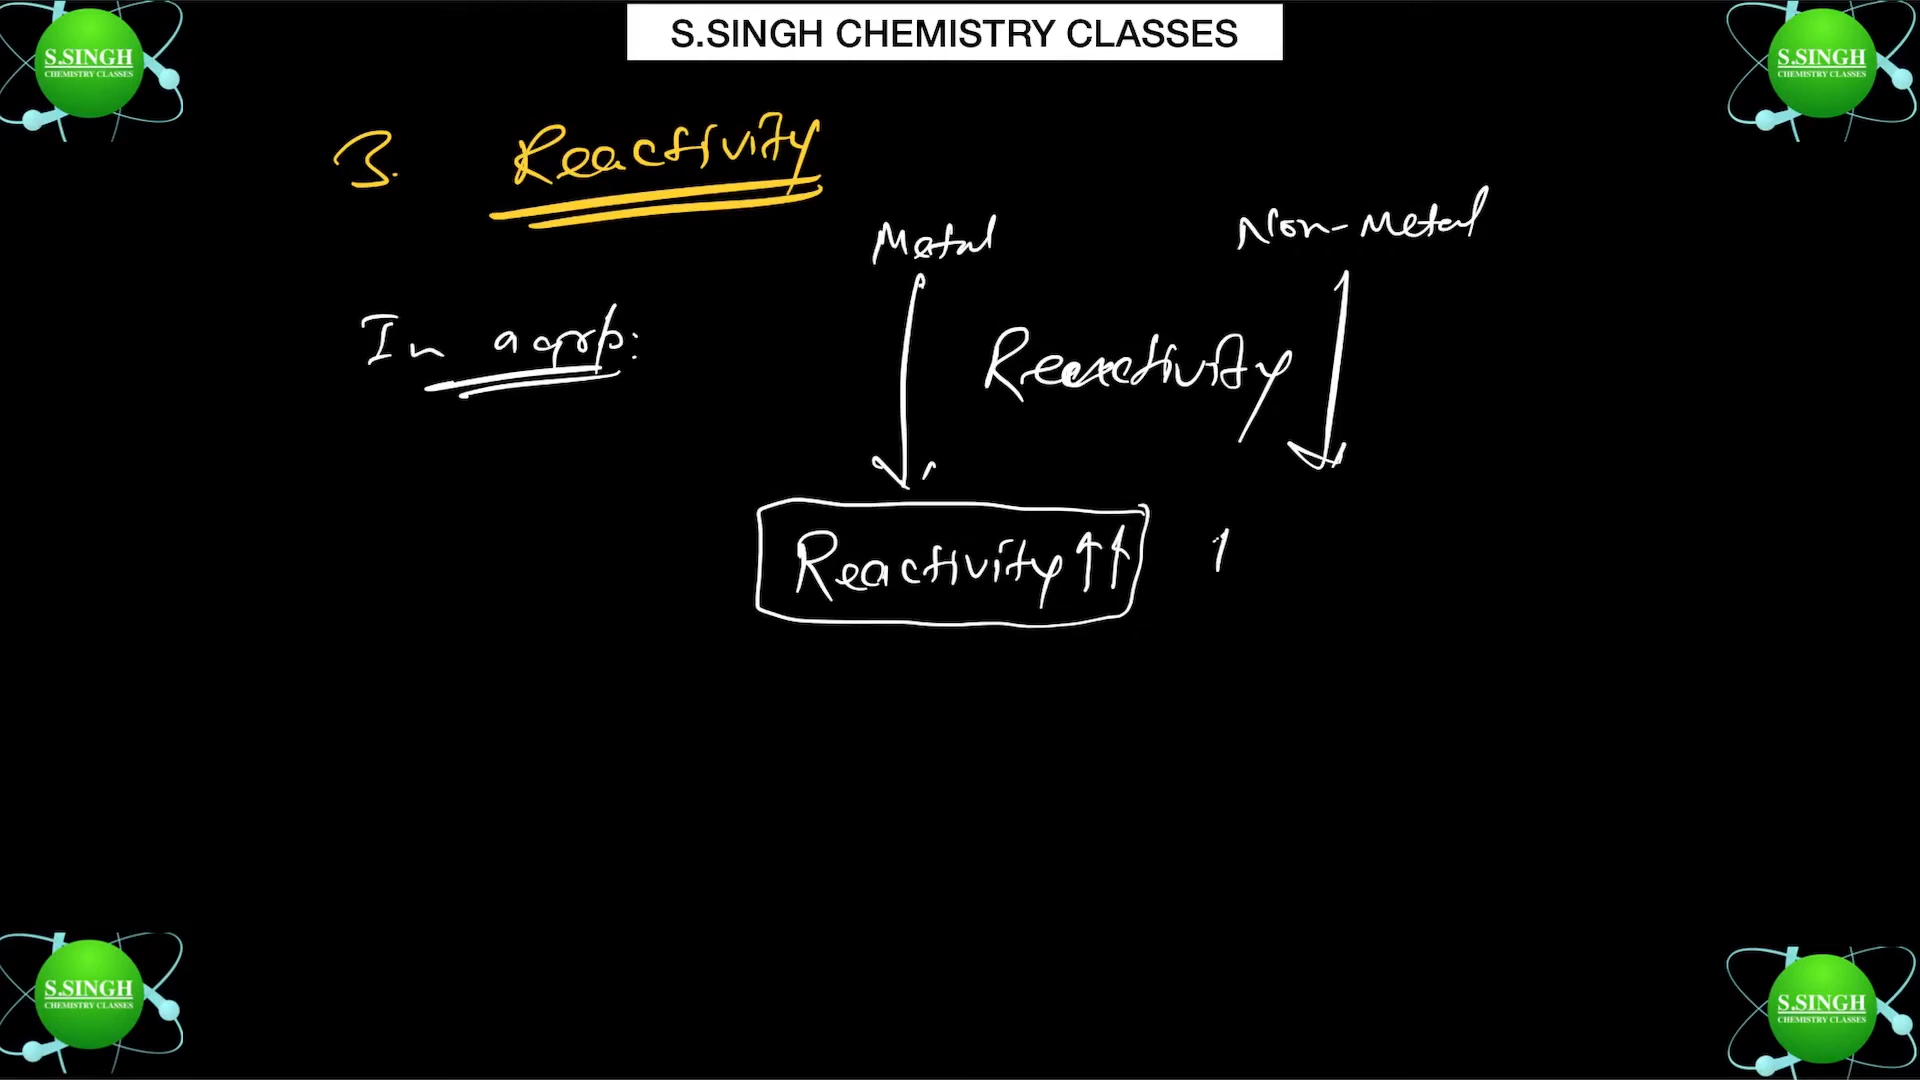 S.SINGH CHEMISTRY CLASSES
S.SINGH
CHEMISTRY CLASSES
S.SINGH
CHEMISTRY CLASSES
3. Reactivity
Metal
Non-Metal
In a grp:
Reactivity
Reactivity ↑↑
S.SINGH
CHEMISTRY CLASSES
S.SINGH
CHEMISTRY CLASSES